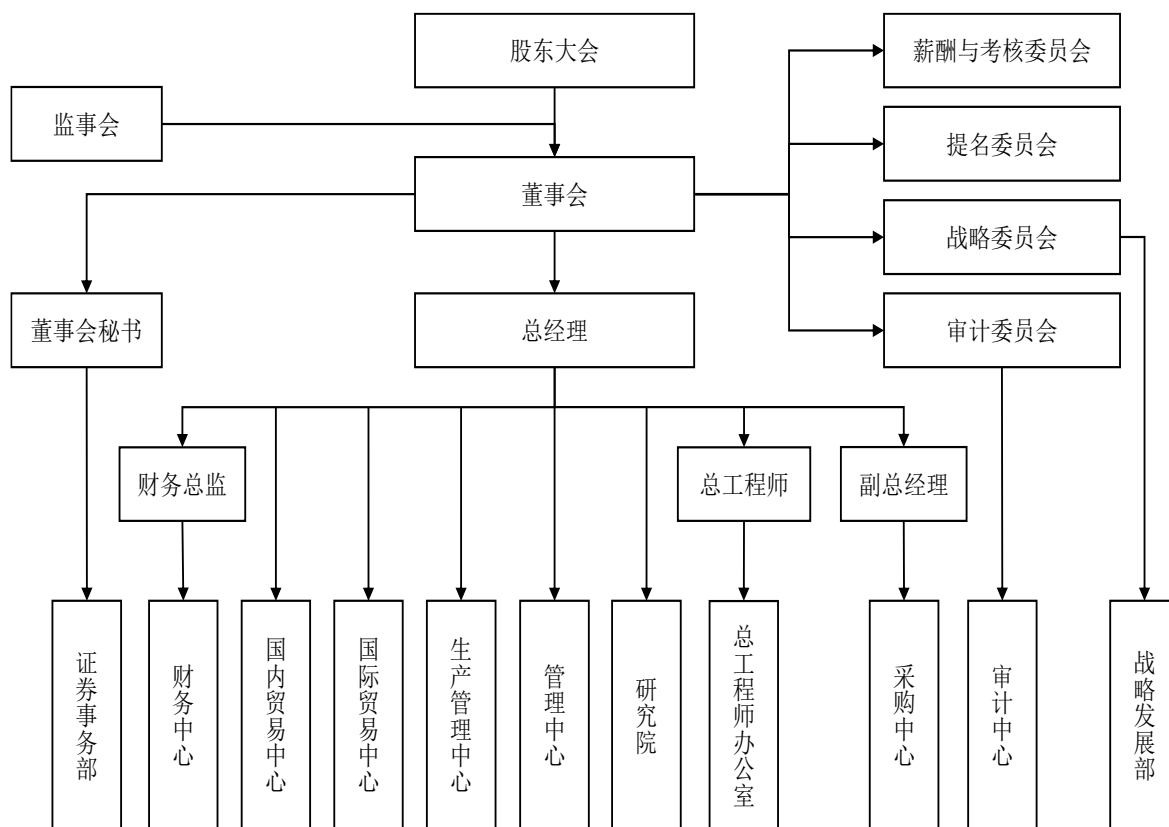 股东大会
薪酬与考核委员会
监事会
提名委员会
董事会
战略委员会
董事会秘书
总经理
审计委员会
财务总监
总工程师
副总经理
证券事务部
财务中心
国内贸易中心
国际贸易中心
生产管理中心
管理中心
研究院
总工程师办公室
采购中心
审计中心
战略发展部